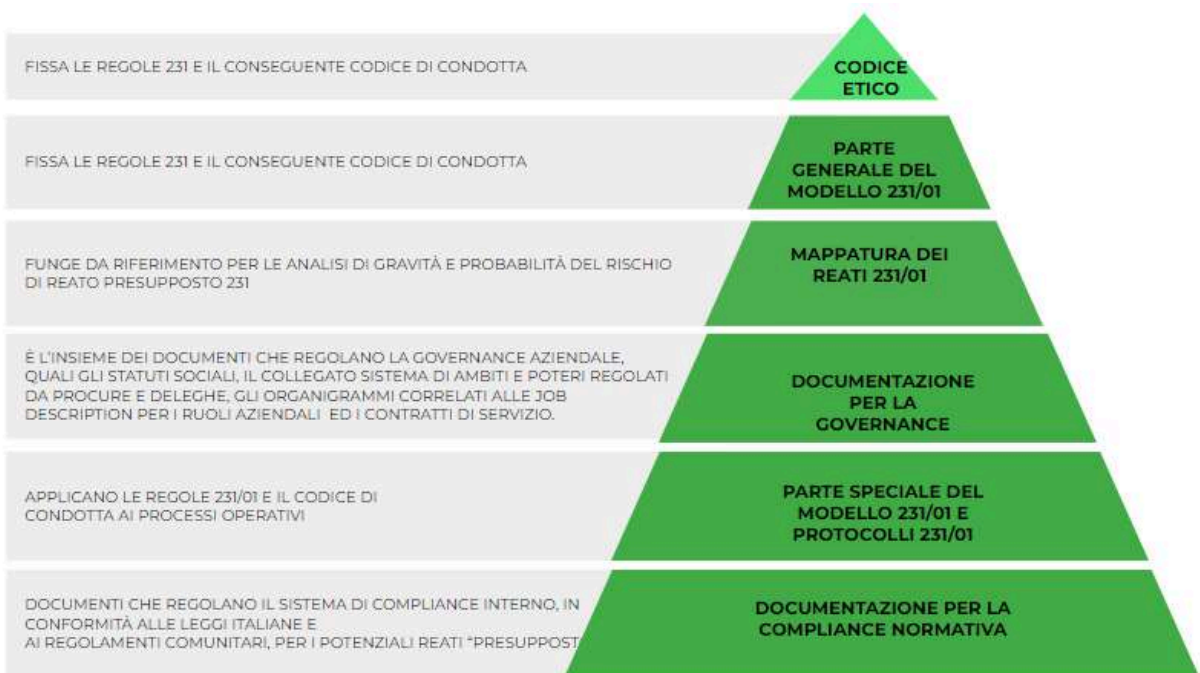 FISSA LE REGOLE 231 E IL CONSEGUENTE CODICE DI CONDOTTA
CODICE
ETICO
FISSA LE REGOLE 231 E IL CONSEGUENTE CODICE DI CONDOTTA
PARTE
GENERALE DEL
MODELLO 231/01
FUNGE DA RIFERIMENTO PER LE ANALISI DI GRAVITÀ E PROBABILITÀ DEL RISCHIO
DI REATO PRESUPPOSTO 231
MAPPATURA DEI
REATI 231/01
È L'INSIEME DEI DOCUMENTI CHE REGOLANO LA GOVERNANCE AZIENDALE,
QUALI GLI STATUTI SOCIALI, IL COLLEGATO SISTEMA DI AMBITI E POTERI REGOLATI
DA PROCURE E DELEGHE, GLI ORGANIGRAMMI CORRELATI ALLE JOB
DESCRIPTION PER I RUOLI AZIENDALI ED I CONTRATTI DI SERVIZIO.
DOCUMENTAZIONE
PER LA
GOVERNANCE
APPLICANO LE REGOLE 231/01 E IL CODICE DI
CONDOTTA AI PROCESSI OPERATIVI
PARTE SPECIALE DEL
MODELLO 231/01 E
PROTOCOLLI 231/01
DOCUMENTI CHE REGOLANO IL SISTEMA DI COMPLIANCE INTERNO, IN
CONFORMITÀ ALLE LEGGI ITALIANE E
AI REGOLAMENTI COMUNITARI, PER I POTENZIALI REATI "PRESUPPOST
DOCUMENTAZIONE PER LA
COMPLIANCE NORMATIVA